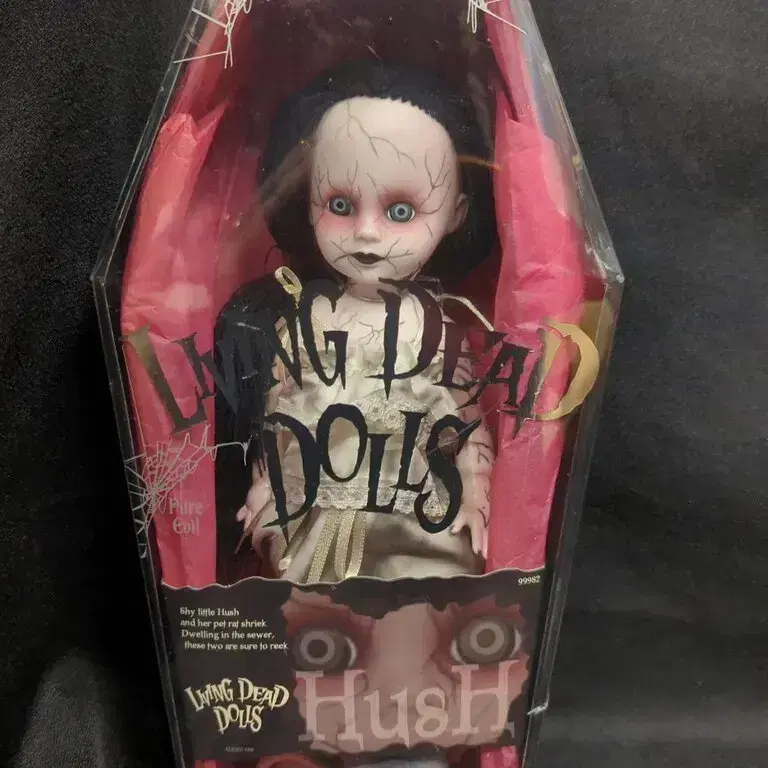 LIVING DEAD
DOLLS
Pure
Evil
99982
Shy little Hush
and her pet rat shriek
Dwelling in the sewer,
these two are sure to reek
LIVING DEAD
DOLLS
HusH